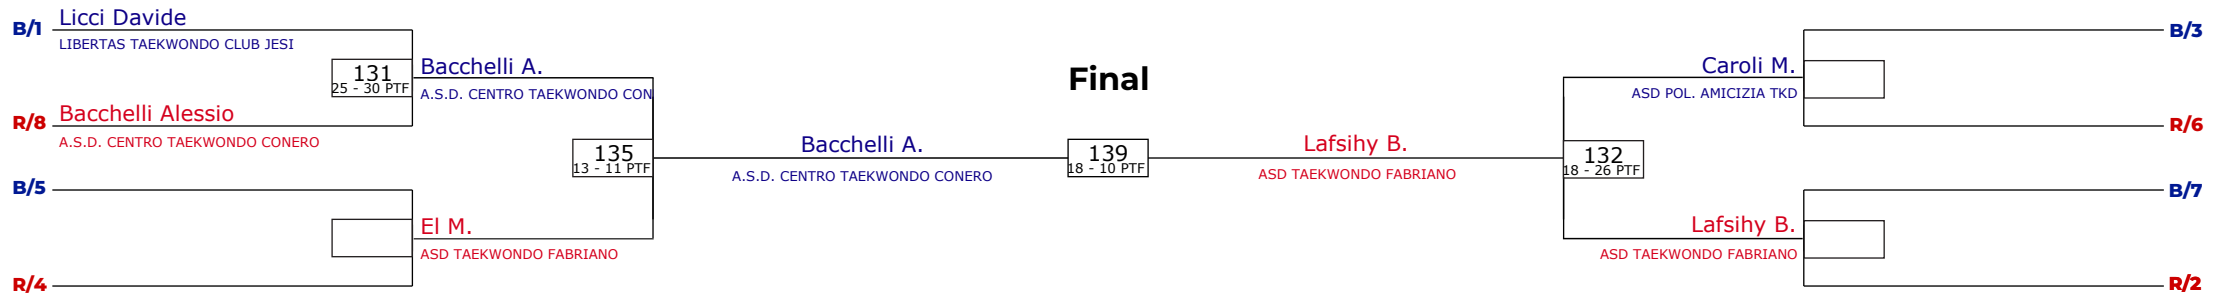 B/1
Licci Davide
LIBERTAS TAEKWONDO CLUB JESI
131
25 - 30 PTF
R/8
Bacchelli Alessio
A.S.D. CENTRO TAEKWONDO CONERO
Bacchelli A.
A.S.D. CENTRO TAEKWONDO CON
135
13 - 11 PTF
B/5
El M.
ASD TAEKWONDO FABRIANO
R/4
Final
Bacchelli A.
A.S.D. CENTRO TAEKWONDO CONERO
139
18 - 10 PTF
Lafsihy B.
ASD TAEKWONDO FABRIANO
Caroli M.
ASD POL. AMICIZIA TKD
132
18 - 26 PTF
Lafsihy B.
ASD TAEKWONDO FABRIANO
B/3
R/6
B/7
R/2